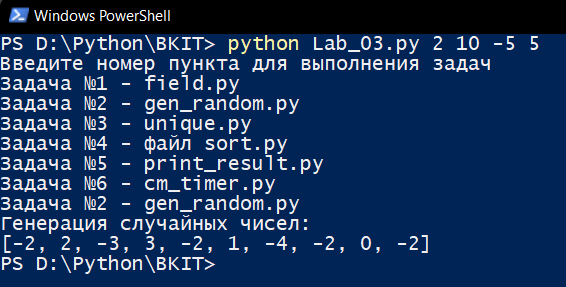 Windows PowerShell
PS D:\Python\BKIT> python Lab_03.py 2 10 -5 5
Введите номер пункта для выполнения задач
Задача №1 - field.py
Задача №2 - gen_random.py
Задача №3 - unique.py
Задача №4 - файл sort.py
Задача №5 - print_result.py
Задача №6 - cm_timer.py
Задача №2 - gen_random.py
Генерация случайных чисел:
[-2, 2, -3, 3, -2, 1, -4, -2, 0, -2]
PS D:\Python\BKIT>